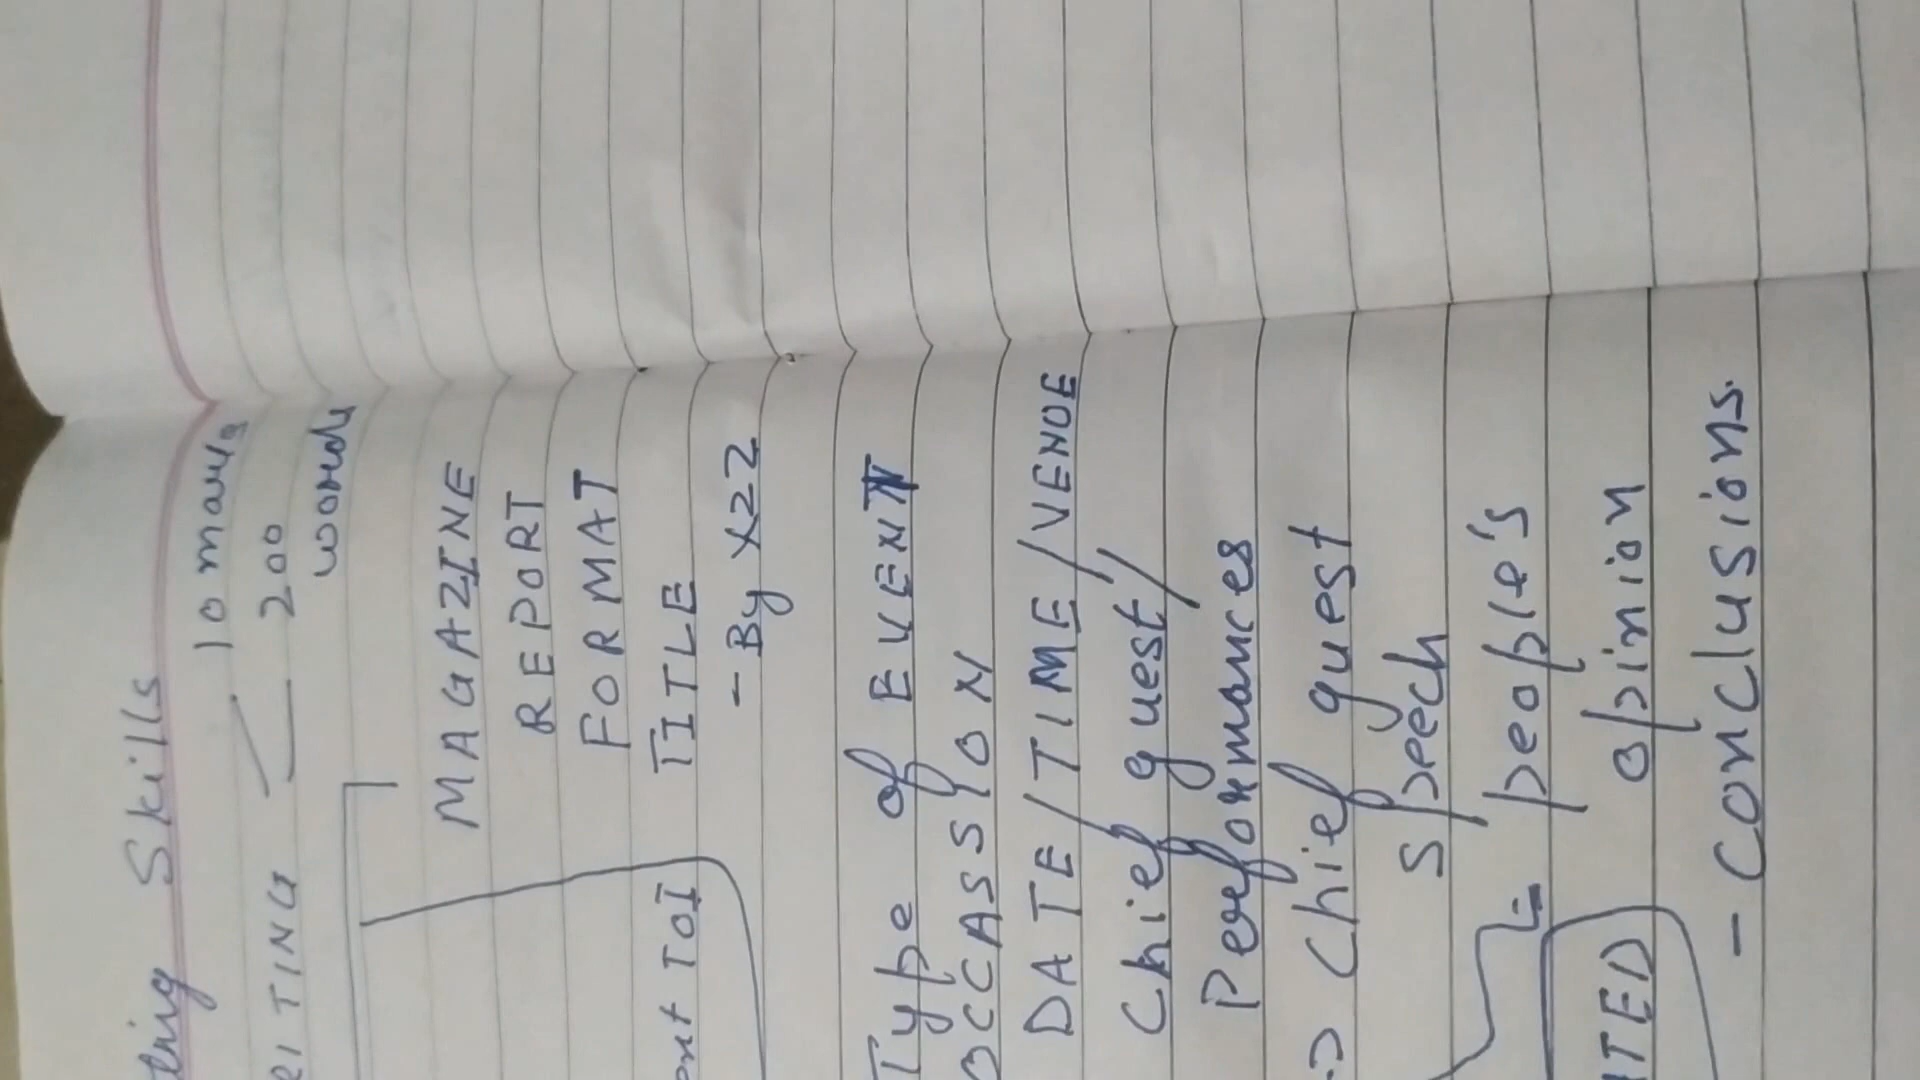 Skills
10 marks
200
words
MAGAZINE
REPORT
FORMAT
TOI TITLE
- By XZZ
Type of EVENT
OCCASSION
DATE/TIME/VENUE
Chief guest/
Performances
Chief guest
speech
- people's
opinion
- conclusions.